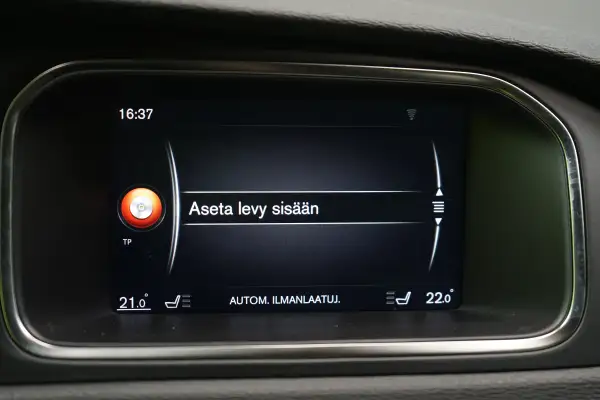 16:37
Aseta levy sisään
TP
21.0°
AUTOM. ILMANLAATUJ.
22.0°